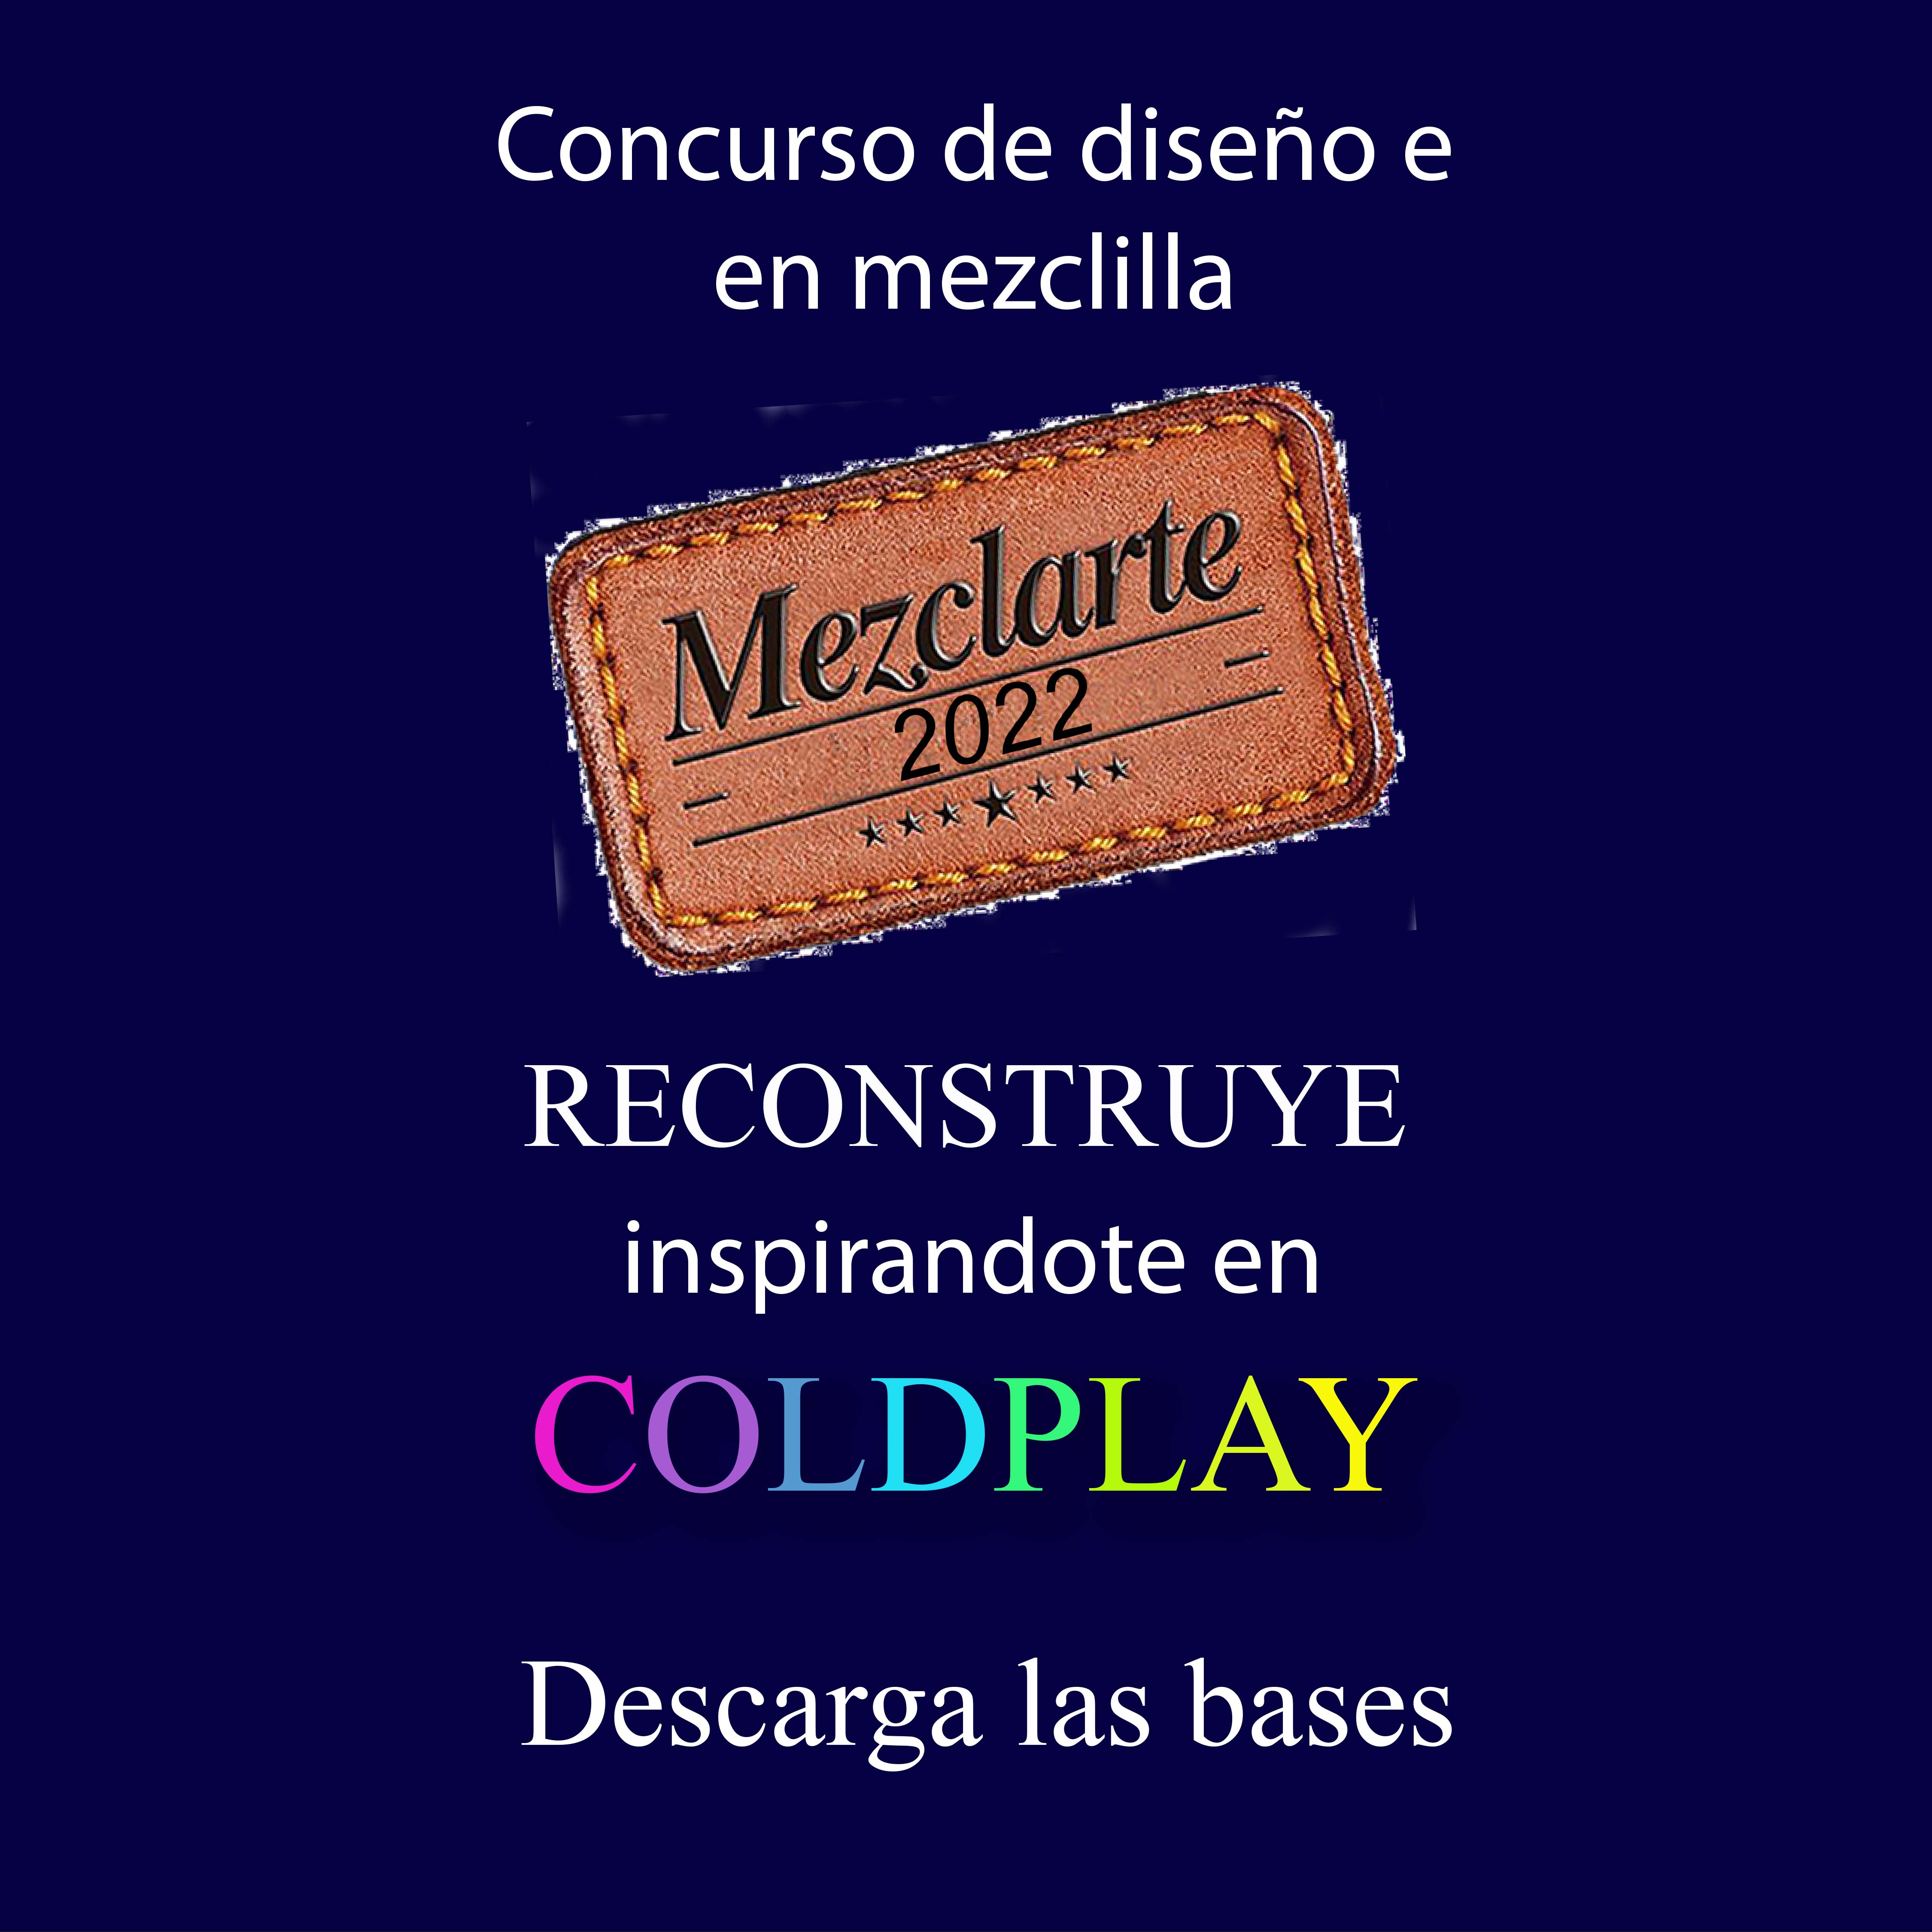 Concurso de diseño e
en mezclilla
Mezclarte
2022
RECONSTRUYE
inspirandote en
COLDPLAY
Descarga las bases